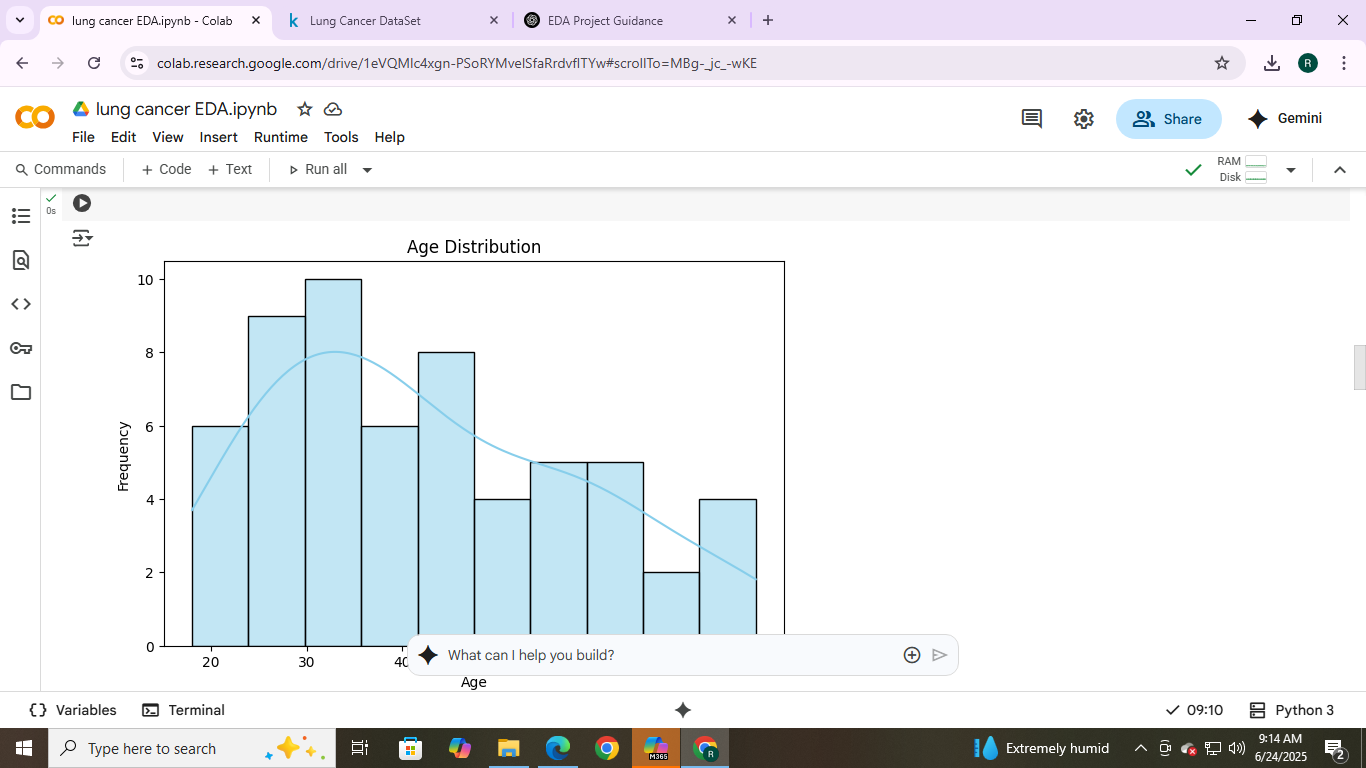 lung cancer EDA.ipynb - Colab
Lung Cancer DataSet
EDA Project Guidance
colab.research.google.com/drive/1eVQMlc4xgn-PSoRYMvelSfaRrdvflTYw#scrollTo=MBg-_jc_-wKE
R
lung cancer EDA.ipynb
File Edit View Insert Runtime Tools Help
Share
Gemini
Commands
+ Code + Text
Run all
RAM
Disk
0s
Age Distribution
10
8
6
4
2
0
Frequency
20 30 40
Age
What can I help you build?
Variables
Terminal
09:10
Python 3
Type here to search
M365
R
Extremely humid
9:14 AM
6/24/2025
2